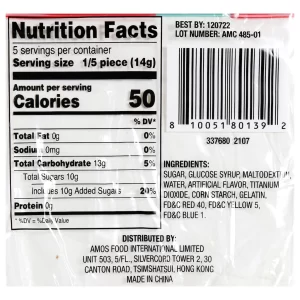 Nutrition Facts
5 servings per container
Serving size 1/5 piece (14g)
Amount per serving
Calories 50
% DV*
Total Fat 0g 0%
Sodium 0mg 0%
Total Carbohydrate 13g 5%
Total Sugars 10g
Includes 10g Added Sugars 20%
Protein 0g
* %DV = %Daily Value
BEST BY: 120722
LOT NUMBER: AMC 485-01
8 10051 80139 2
337680 2107
INGREDIENTS:
SUGAR, GLUCOSE SYRUP, MALTODEXTRIN,
WATER, ARTIFICIAL FLAVOR, TITANIUM
DIOXIDE, CORN STARCH, GELATIN,
FD&C RED 40, FD&C YELLOW 5,
FD&C BLUE 1.
DISTRIBUTED BY:
AMOS FOOD INTERNATIONAL LIMITED
UNIT 503, 5/FL., SILVERCORD TOWER 2, 30
CANTON ROAD, TSIMSHATSUI, HONG KONG
MADE IN CHINA